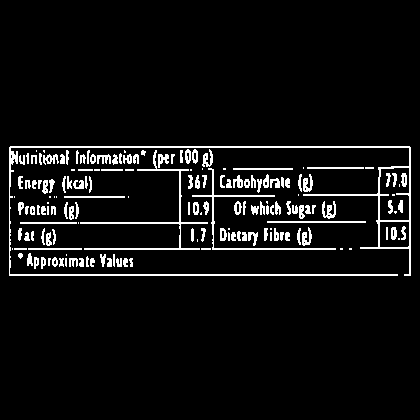 Nutritional Information* (per 100 g)
Energy (kcal) 367 Carbohydrate (g) 77.0
Protein (g) 10.9 Of which Sugar (g) 5.4
Fat (g) 1.7 Dietary Fibre (g) 10.5
* Approximate Values